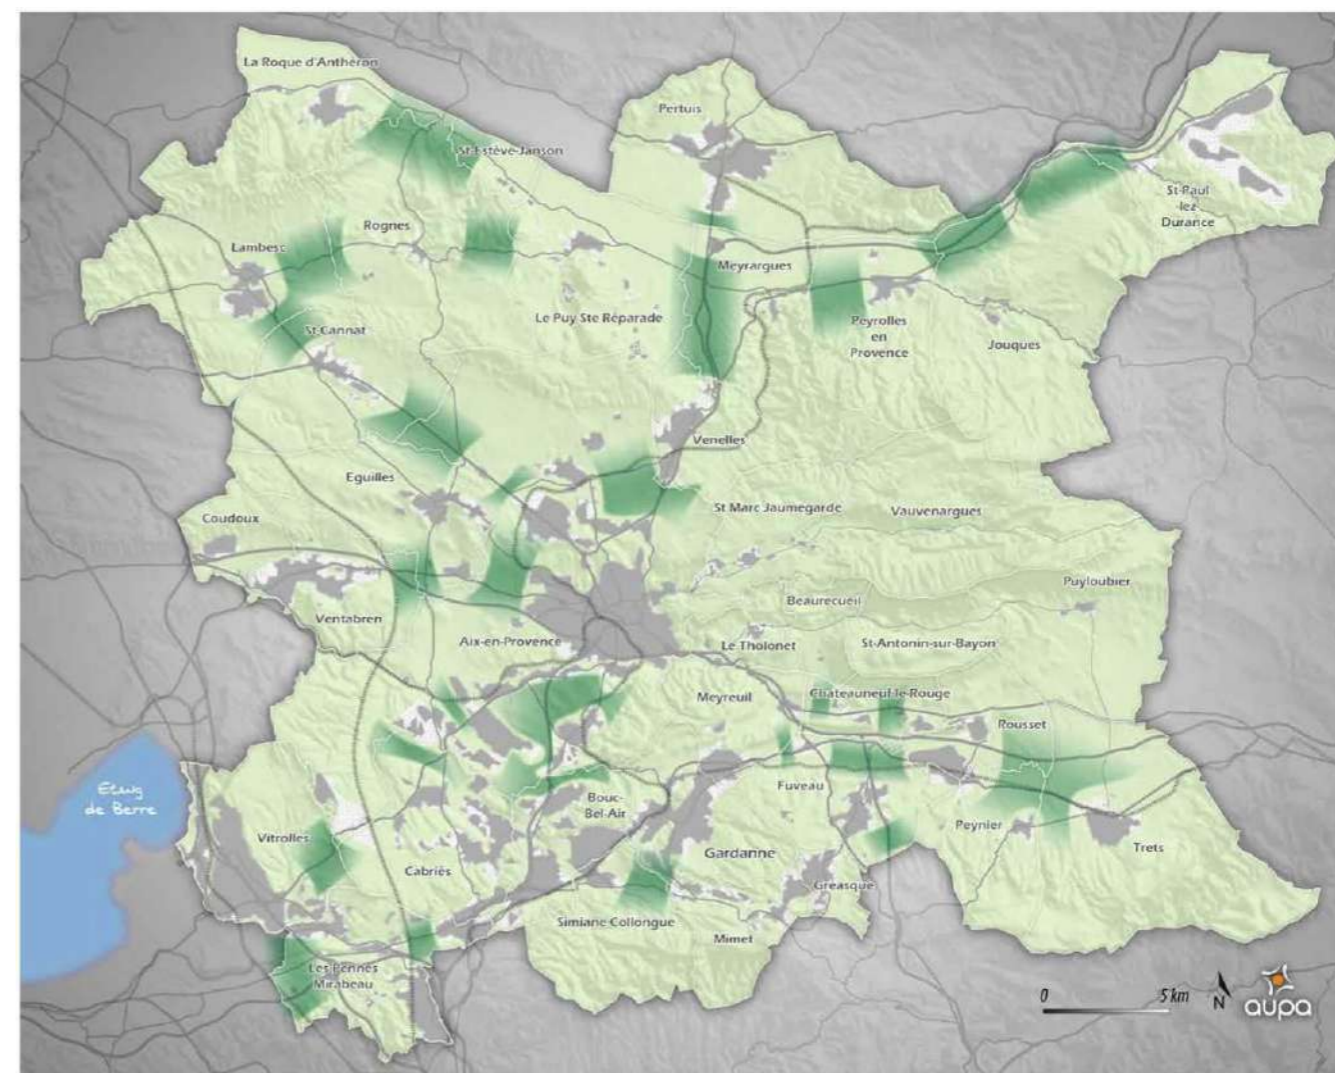 La Roque d'Anthéron
Pertuis
St-Estève-Janson
St-Paul
lez
Durance
Rognes
Lambesc
Meyrargues
Le Puy Ste Réparade
St-Cannat
Peyrolles
en
Provence
Jouques
Venelles
Eguilles
St Marc Jaumegarde
Vauvenargues
Coudoux
Puyloubier
Beaurecueil
Ventabren
Aix-en-Provence
Le Tholonet
St-Antonin-sur-Bayon
Meyreuil
Chateauneuf-le-Rouge
Rousset
Etang
de Berre
Fuveau
Bouc-
Bel-Air
Peynier
Vitrolles
Trets
Gardanne
Cabriès
Greasque
Simiane Collongue
Mimet
Les Pennes
Mirabeau
0 5 km
N
aupa